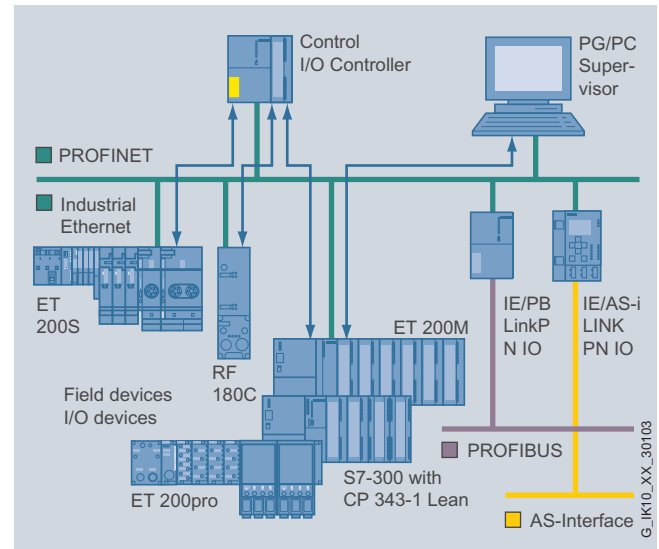 Control
I/O Controller
PG/PC
Super-
visor
PROFINET
Industrial
Ethernet
ET
200S
RF
180C
ET 200M
IE/PB
LinkP
N IO
IE/AS-i
LINK
PN IO
Field devices
I/O devices
PROFIBUS
ET 200pro
S7-300 with
CP 343-1 Lean
AS-Interface
G_IK10_XX_30103